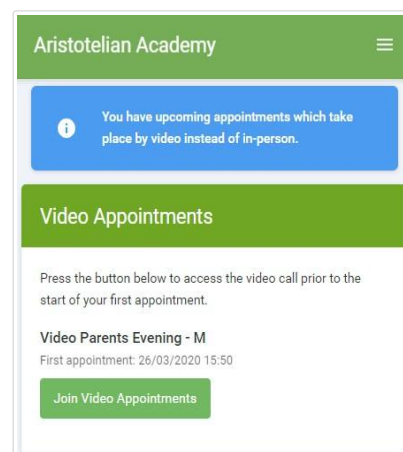 Aristotelian Academy
You have upcoming appointments which take
place by video instead of in-person.
Video Appointments
Press the button below to access the video call prior to the
start of your first appointment.
Video Parents Evening - M
First appointment: 26/03/2020 15:50
Join Video Appointments